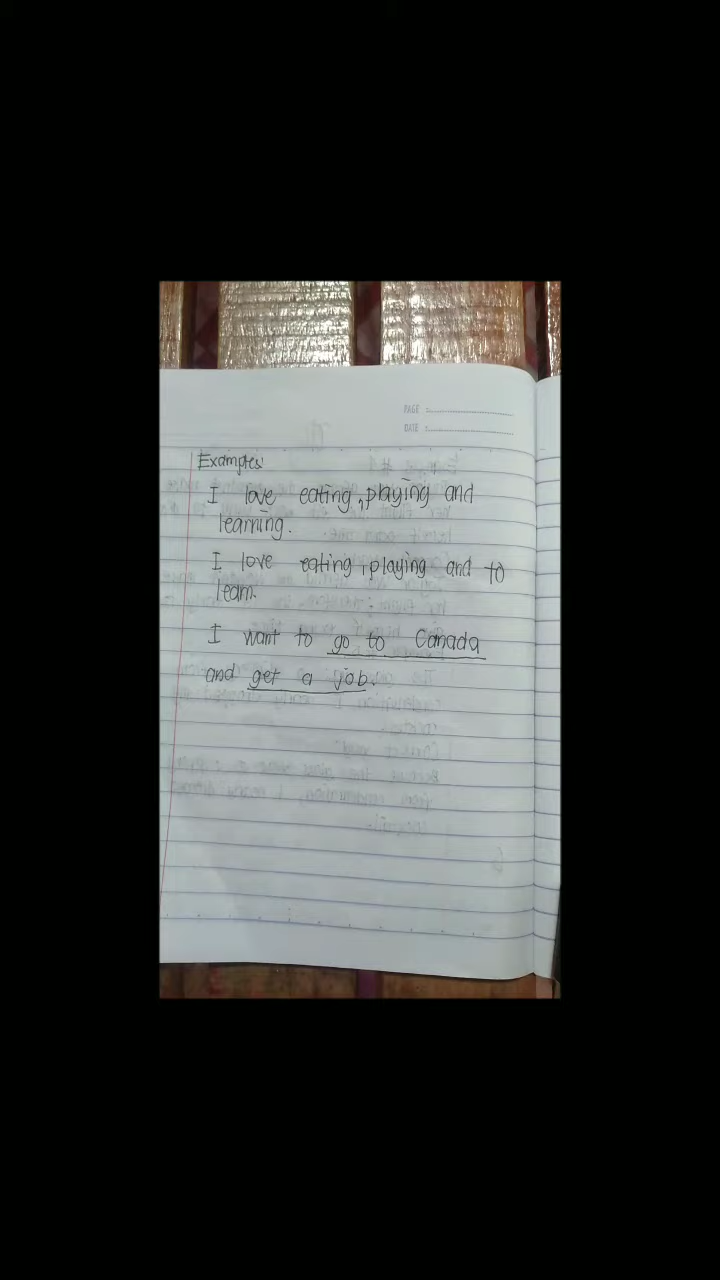 PAGE :
DATE :
Examples:
I love eating, playing and
learning.
I love eating, playing and to
learn.
I want to go to Canada
and get a job.